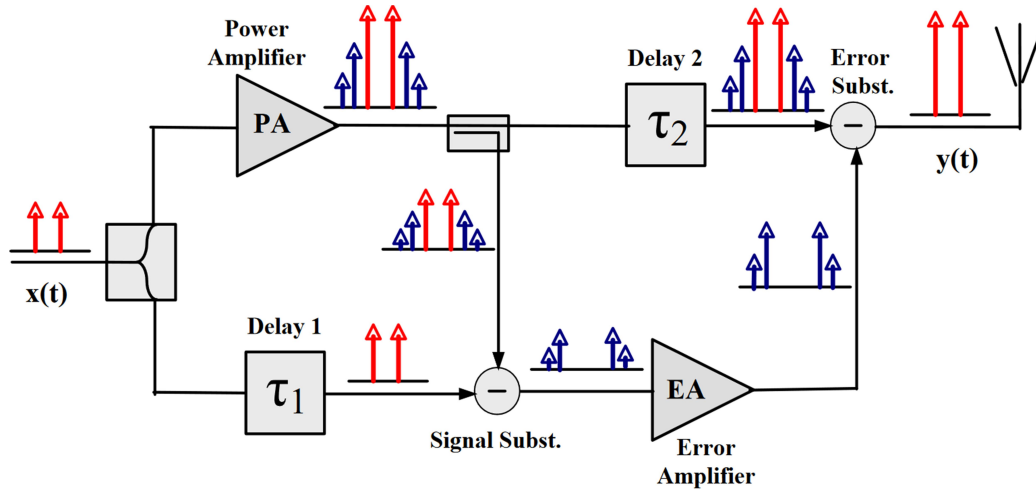 Power
Amplifier
PA
Delay 2
τ2
Error
Subst.
−
y(t)
x(t)
Delay 1
τ1
−
Signal Subst.
EA
Error
Amplifier